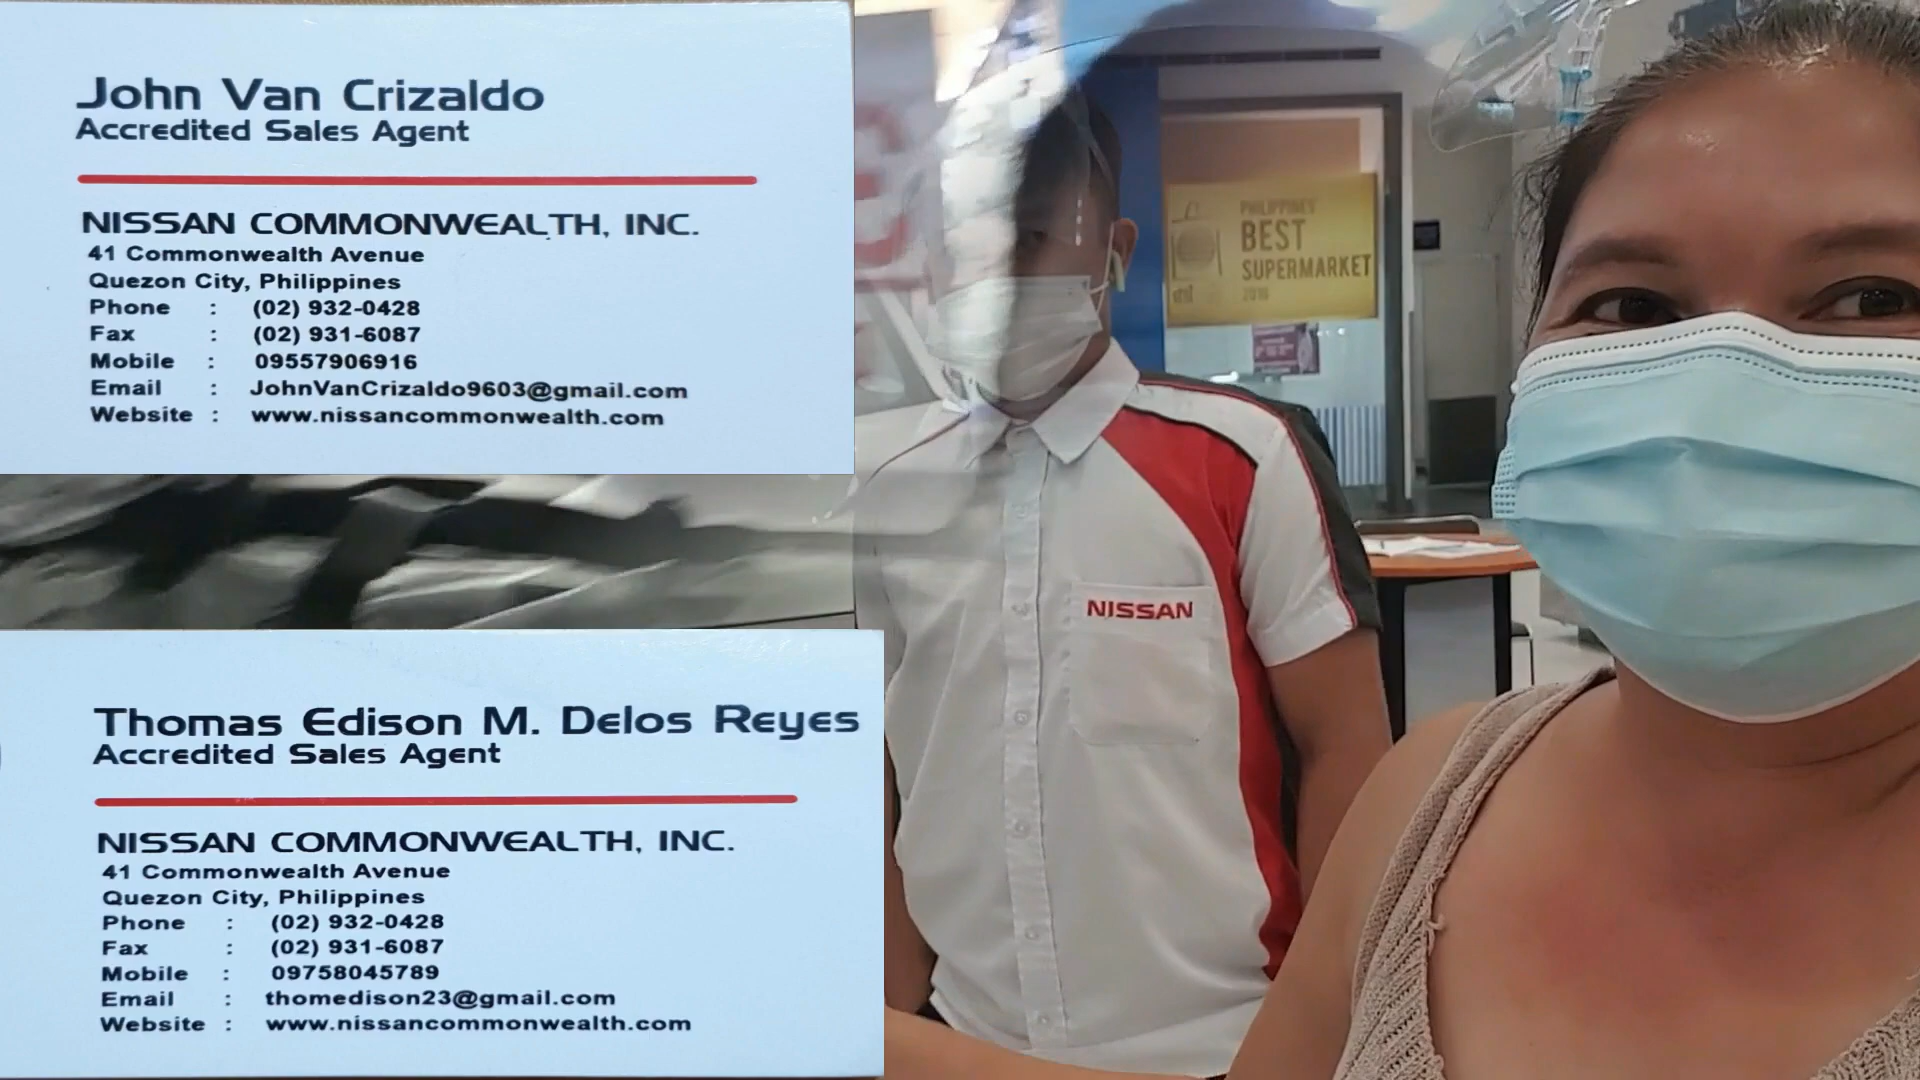 John Van Crizaldo
Accredited Sales Agent
NISSAN COMMONWEALTH, INC.
41 Commonwealth Avenue
Quezon City, Philippines
Phone : (02) 932-0428
Fax : (02) 931-6087
Mobile : 09557906916
Email : JohnVanCrizaldo9603@gmail.com
Website : www.nissancommonwealth.com
Thomas Edison M. Delos Reyes
Accredited Sales Agent
NISSAN COMMONWEALTH, INC.
41 Commonwealth Avenue
Quezon City, Philippines
Phone : (02) 932-0428
Fax : (02) 931-6087
Mobile : 09758045789
Email : thomedison23@gmail.com
Website : www.nissancommonwealth.com
PHILIPPINES
BEST
SUPERMARKET
NISSAN